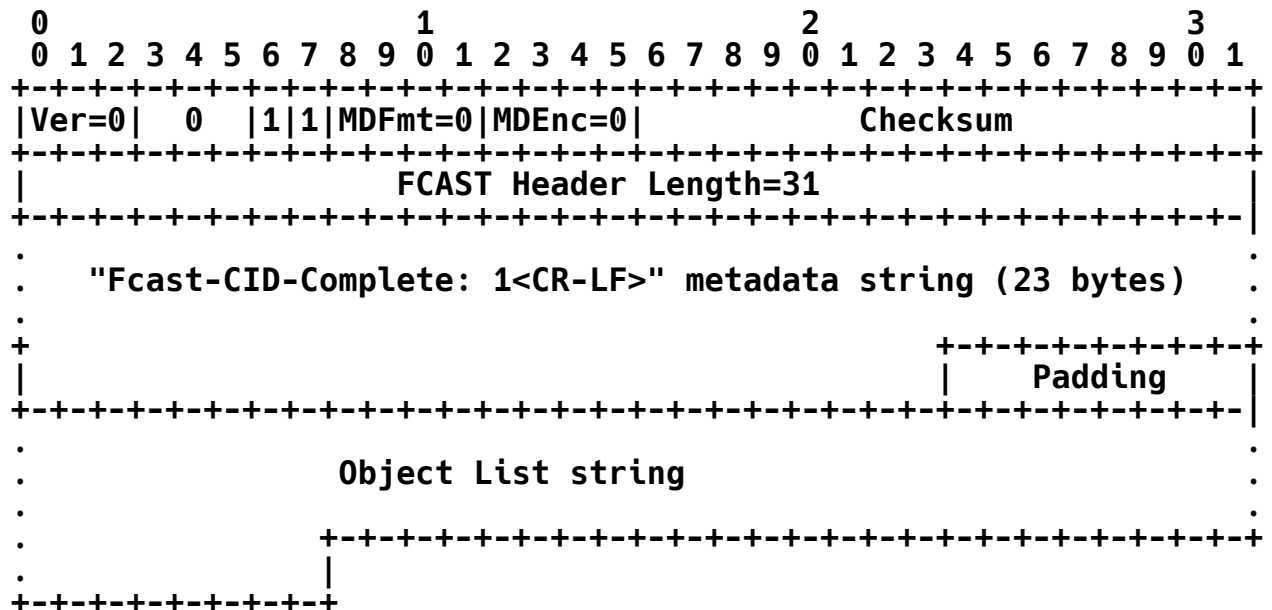 0                   1                   2                   3
 0 1 2 3 4 5 6 7 8 9 0 1 2 3 4 5 6 7 8 9 0 1 2 3 4 5 6 7 8 9 0 1
+-+-+-+-+-+-+-+-+-+-+-+-+-+-+-+-+-+-+-+-+-+-+-+-+-+-+-+-+-+-+-+-+
|Ver=0|  0  |1|1|MDFmt=0|MDEnc=0|           Checksum            |
+-+-+-+-+-+-+-+-+-+-+-+-+-+-+-+-+-+-+-+-+-+-+-+-+-+-+-+-+-+-+-+-+
|                   FCAST Header Length=31                      |
+-+-+-+-+-+-+-+-+-+-+-+-+-+-+-+-+-+-+-+-+-+-+-+-+-+-+-+-+-+-+-+-|
.                                                               .
.   "Fcast-CID-Complete: 1<CR-LF>" metadata string (23 bytes)   .
.                                                               .
+                                               +-+-+-+-+-+-+-+-+
|                                               |    Padding    |
+-+-+-+-+-+-+-+-+-+-+-+-+-+-+-+-+-+-+-+-+-+-+-+-+-+-+-+-+-+-+-+-|
.                                                               .
.                Object List string                             .
.                                                               .
.               +-+-+-+-+-+-+-+-+-+-+-+-+-+-+-+-+-+-+-+-+-+-+-+-+
.               |
+-+-+-+-+-+-+-+-+